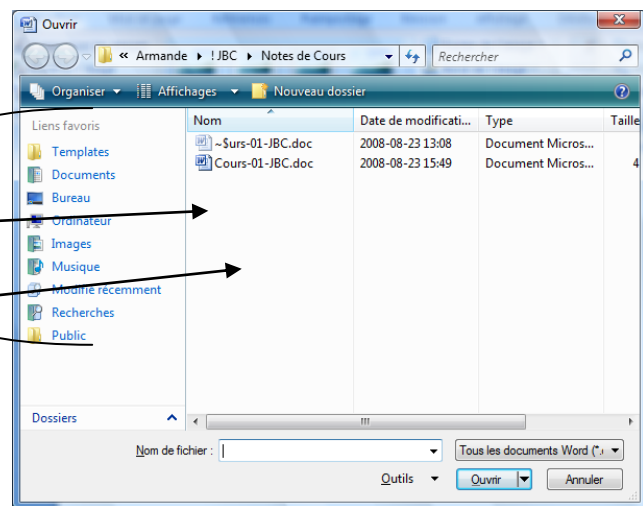 Ouvrir
« Armande ▸ !JBC ▸ Notes de Cours
Rechercher
Organiser Affichages Nouveau dossier
Liens favoris
Templates
Documents
Bureau
Ordinateur
Images
Musique
Modifié récemment
Recherches
Public
Dossiers
Nom Date de modificati... Type Taille
~$urs-01-JBC.doc 2008-08-23 13:08 Document Micros...
Cours-01-JBC.doc 2008-08-23 15:49 Document Micros... 4
Nom de fichier :
Tous les documents Word (*.
Outils Ouvrir Annuler